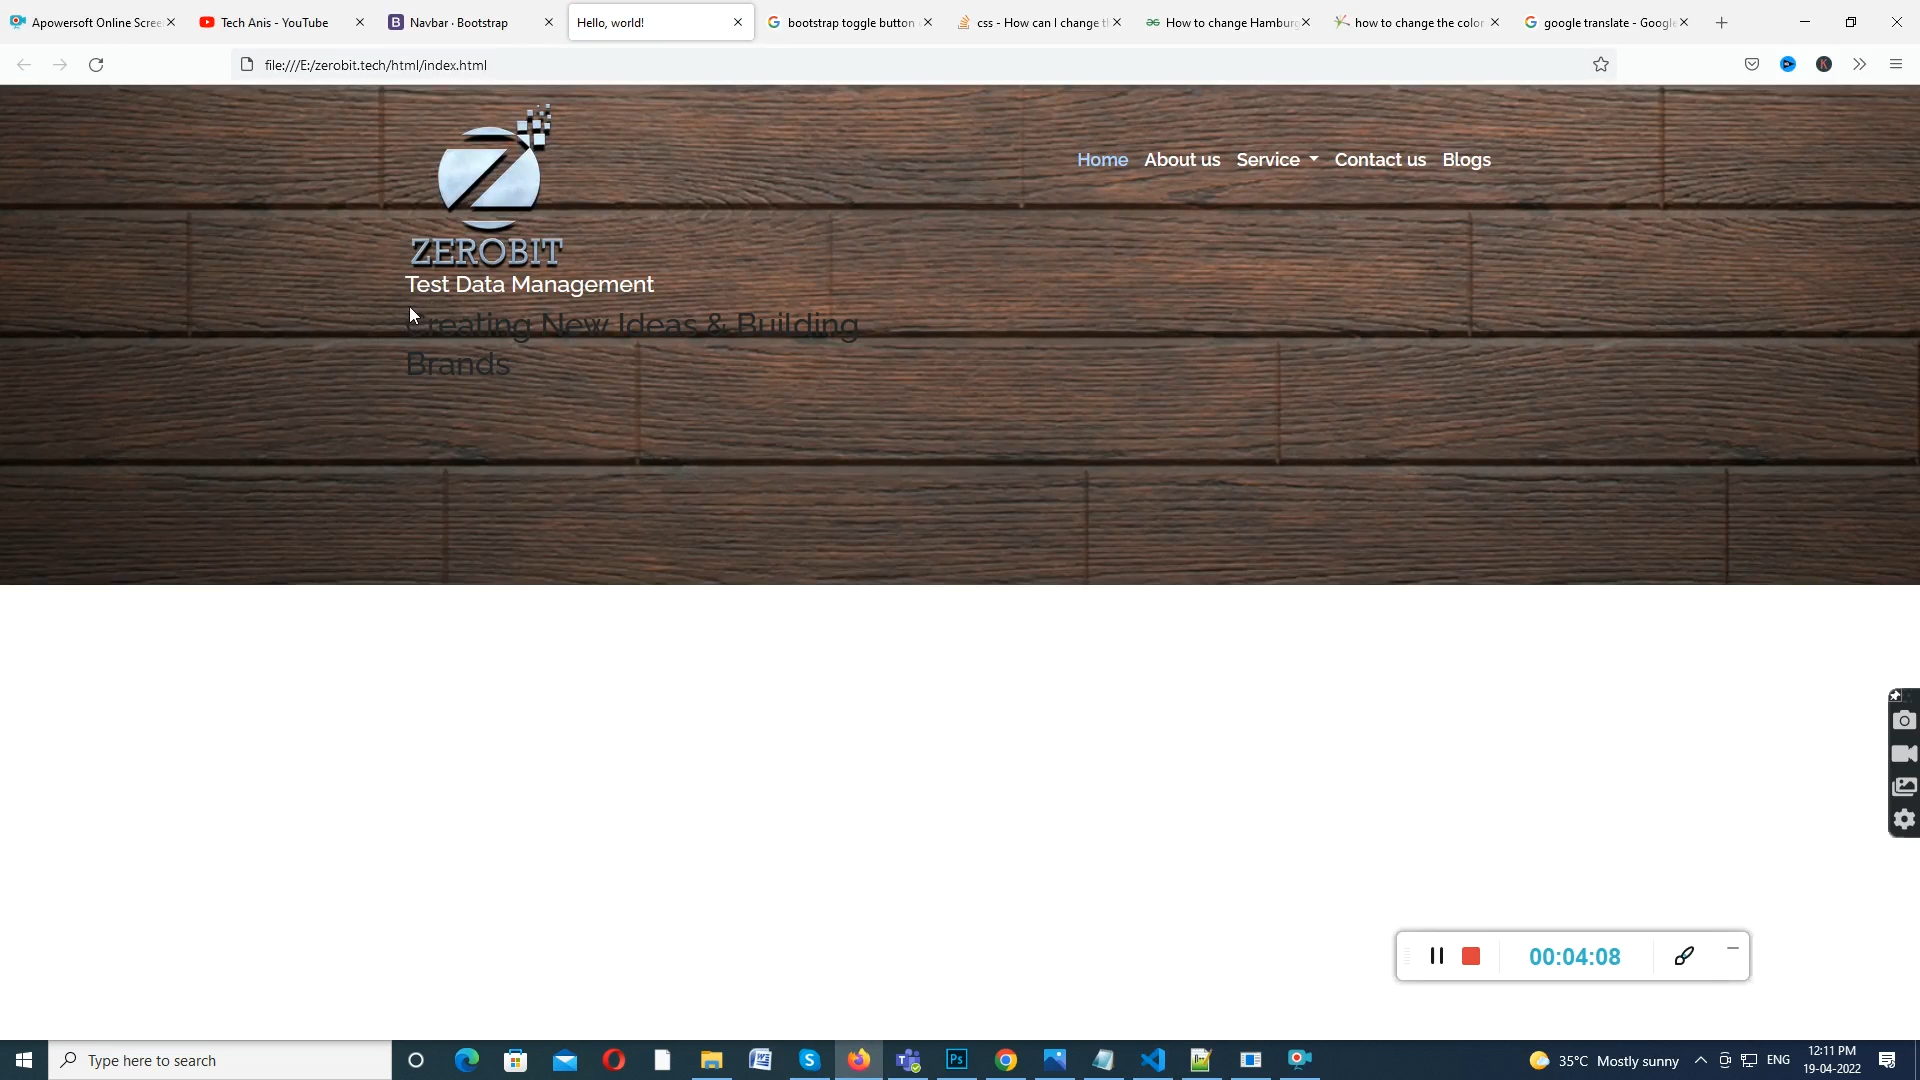 Apowersoft Online Scree
Tech Anis - YouTube
Navbar · Bootstrap
Hello, world!
bootstrap toggle button
css - How can I change t
How to change Hamburg
how to change the color
google translate - Google
file:///E:/zerobit.tech/html/index.html
K
Z
ZEROBIT
Home About us Service Contact us Blogs
Test Data Management
Creating New Ideas & Building
Brands
00:04:08
Type here to search
35°C Mostly sunny
ENG
12:11 PM
19-04-2022